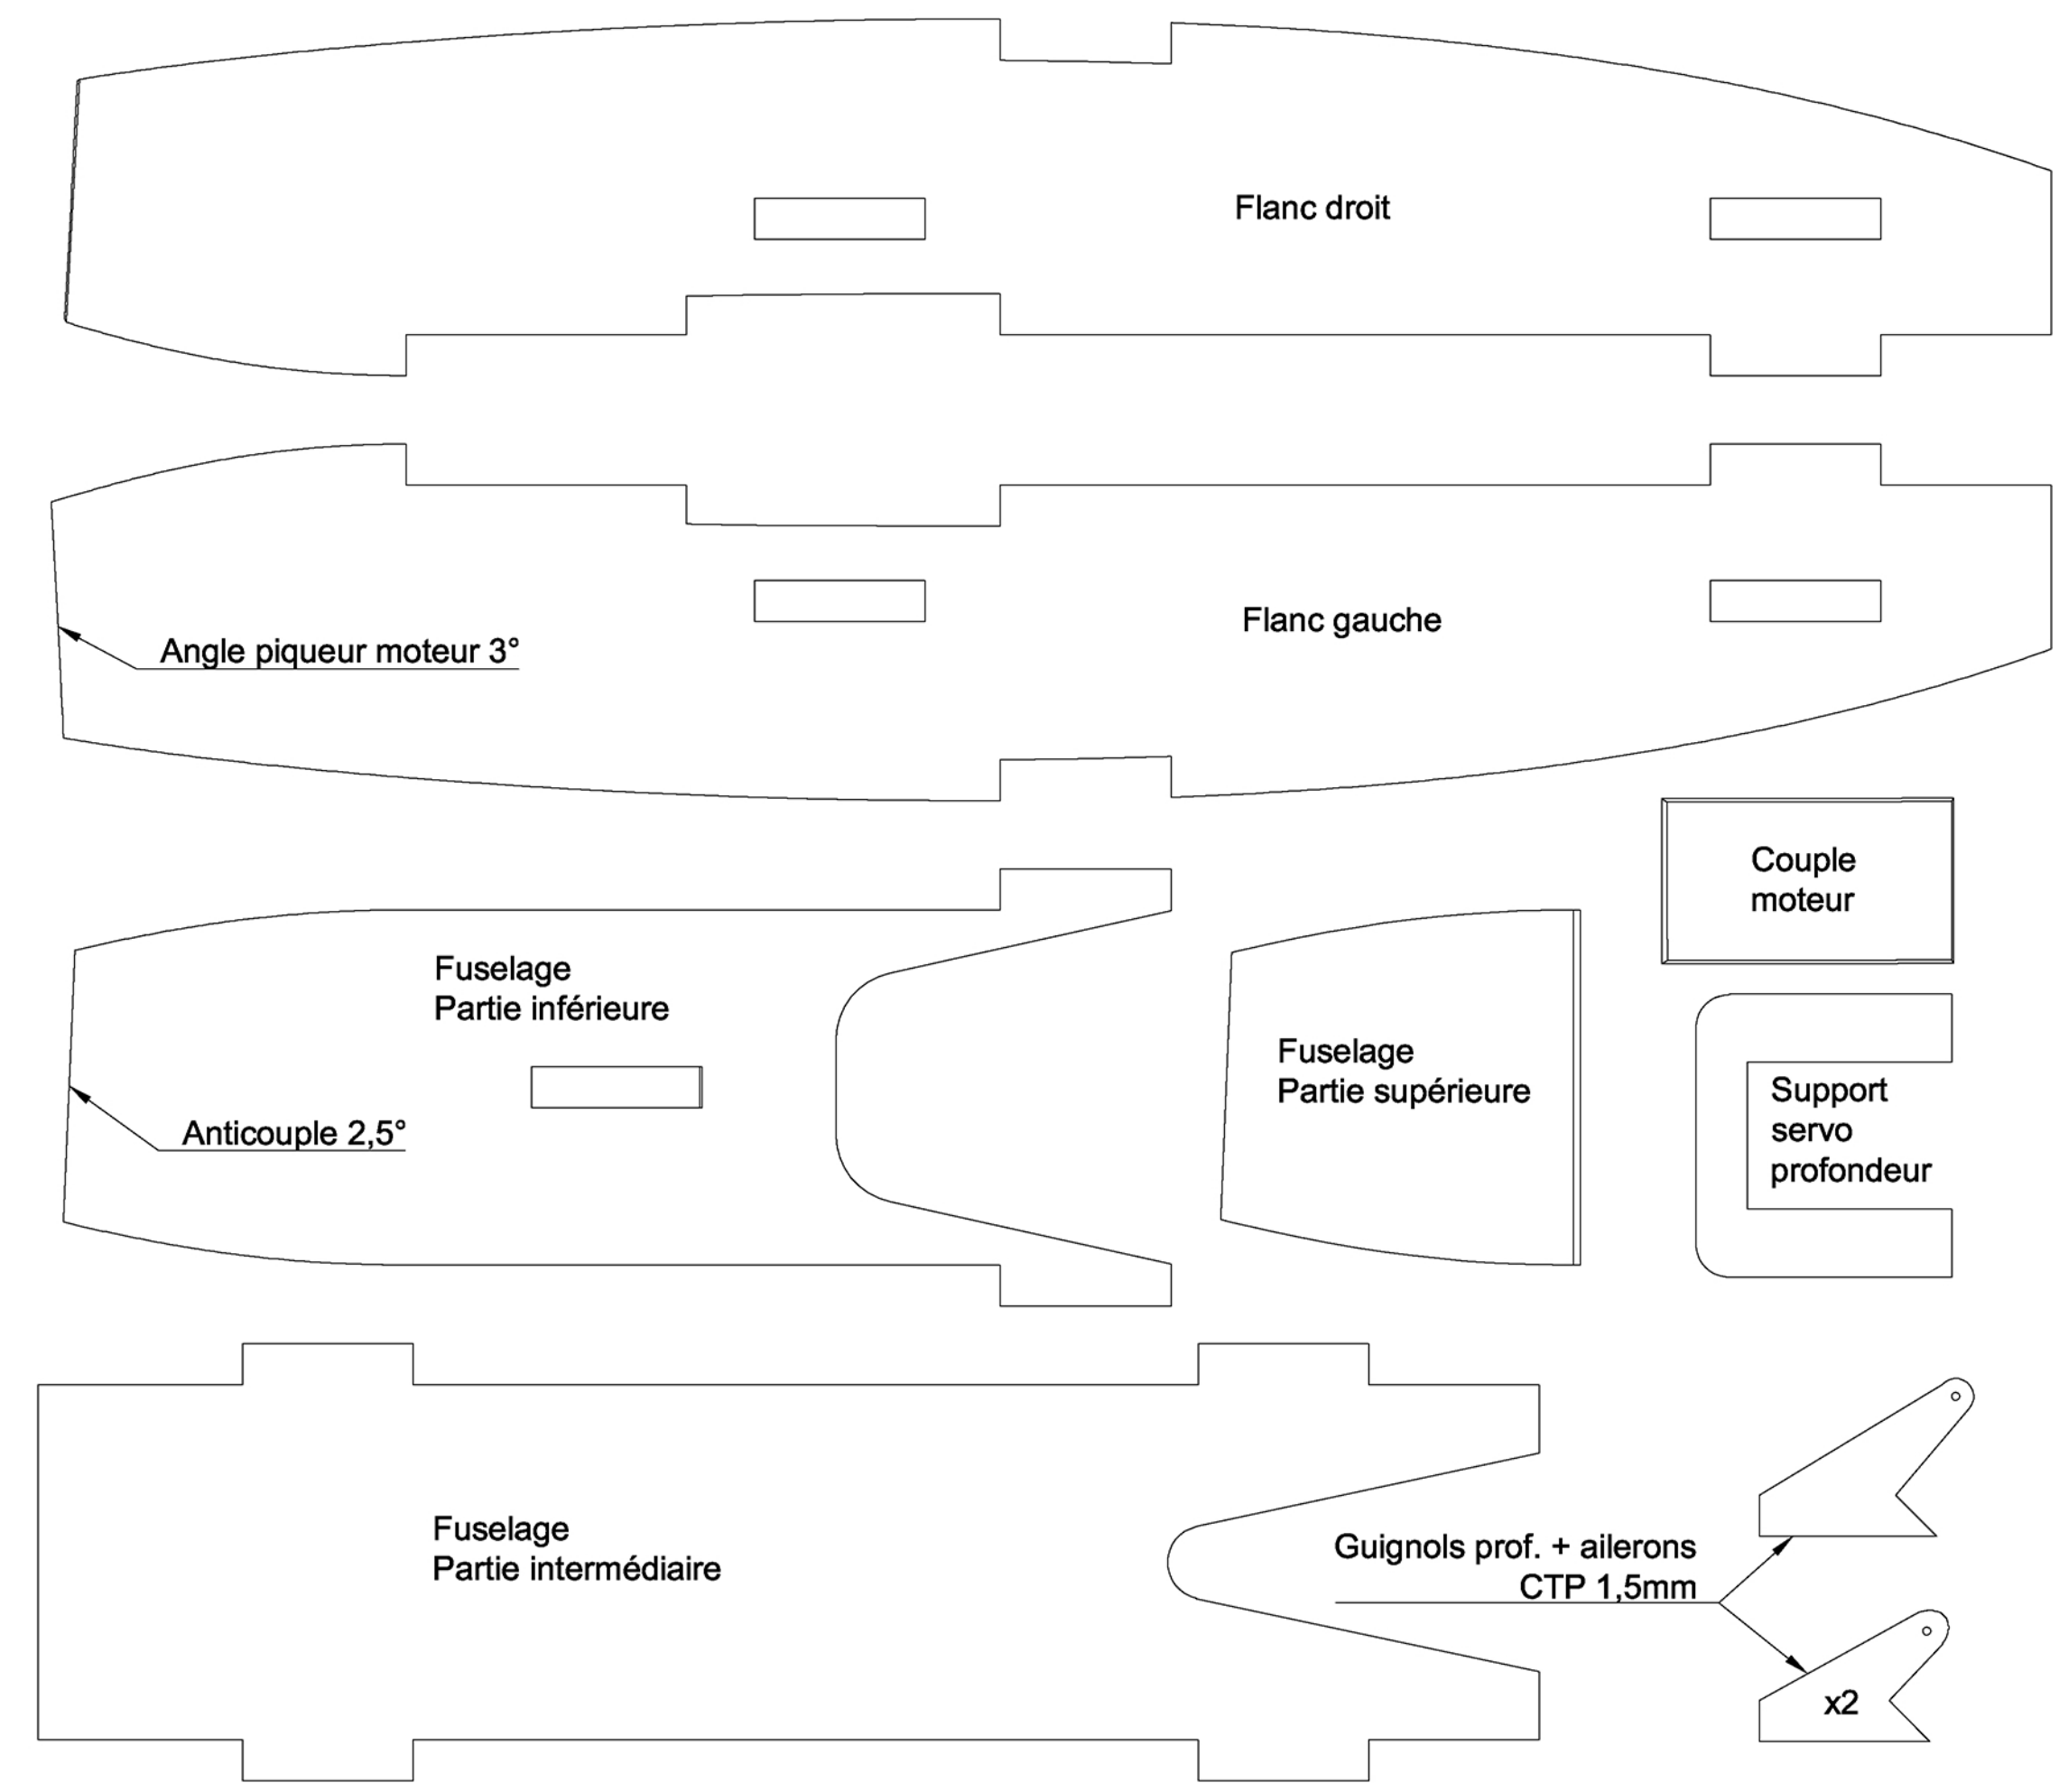 Flanc droit
Flanc gauche
Angle piqueur moteur 3°
Couple
moteur
Fuselage
Partie inférieure
Anticouple 2,5°
Fuselage
Partie supérieure
Support
servo
profondeur
Fuselage
Partie intermédiaire
Guignols prof. + ailerons
CTP 1,5mm
x2